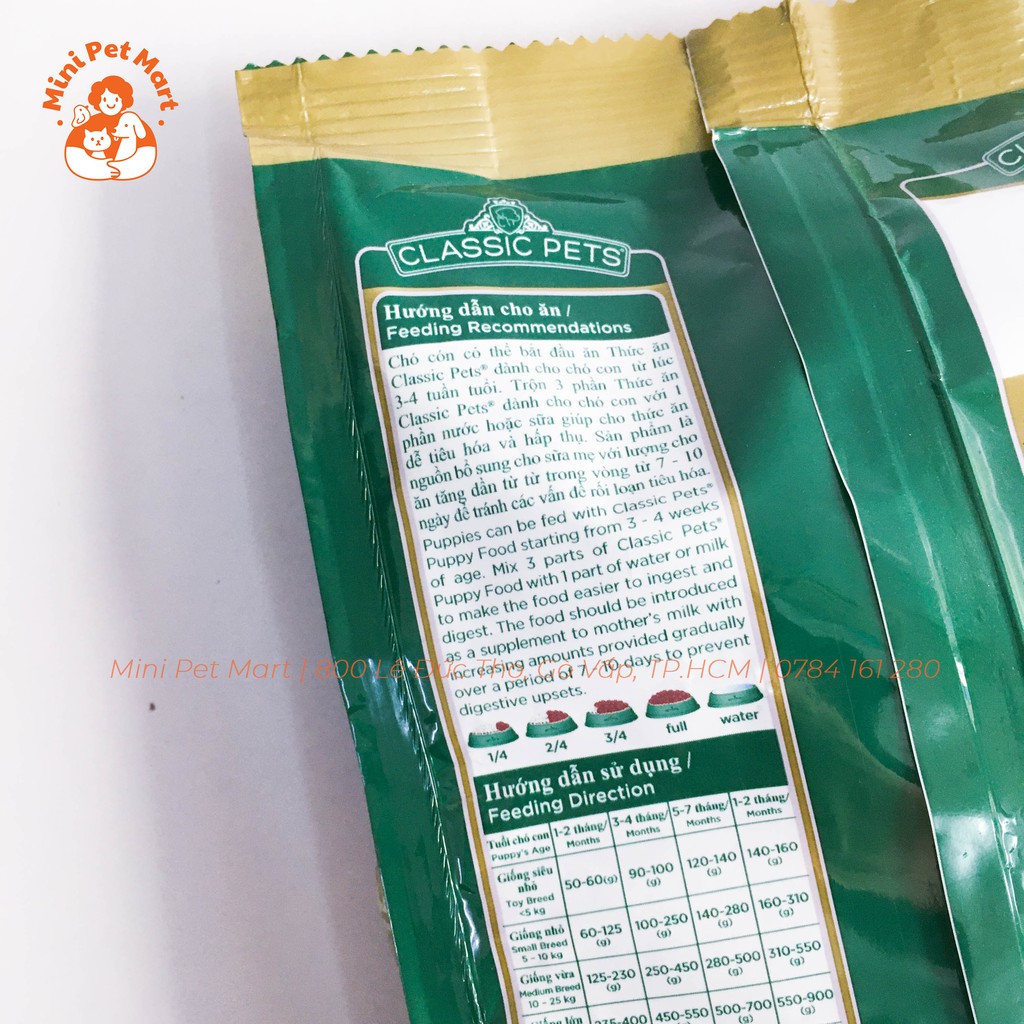 Mini Pet Mart
CLASSIC PETS®
Hướng dẫn cho ăn /
Feeding Recommendations
Chó cón có thể bắt đầu ăn Thức ăn
Classic Pets® dành cho chó con từ lúc
3-4 tuần tuổi. Trộn 3 phần Thức ăn
Classic Pets® dành cho chó con với 1
phần nước hoặc sữa giúp cho thức ăn
dễ tiêu hóa và hấp thụ. Sản phẩm là
nguồn bổ sung cho sữa mẹ với lượng cho
ăn tăng dần từ từ trong vòng từ 7 - 10
ngày để tránh các vấn đề rối loạn tiêu hóa.
Puppies can be fed with Classic Pets®
Puppy Food starting from 3 - 4 weeks
of age. Mix 3 parts of Classic Pets®
Puppy Food with 1 part of water or milk
to make the food easier to ingest and
digest. The food should be introduced
as a supplement to mother's milk with
increasing amounts provided gradually
over a period of 7 - days to prevent
digestive upsets.
Mini Pet Mart | 800 Lê Đức Thọ, Gò Vấp, TP.HCM | 0784 161 280
1/4 2/4 3/4 full water
Hướng dẫn sử dụng /
Feeding Direction
Tuổi chó con 1-2 tháng/ 3-4 tháng/ 5-7 tháng/ 1-2 tháng/
Puppy's Age Months Months Months Months
Giống siêu
nhỏ
Toy Breed
<5 kg
50-60(g) 90-100 (g) 120-140 (g) 140-160 (g)
Giống nhỏ
Small Breed
5 - 10 kg
60-125 (g) 100-250 (g) 140-280 (g) 160-310 (g)
Giống vừa
Medium Breed
10 - 25 kg
125-230 (g) 250-450 (g) 280-500 (g) 310-550 (g)
Giống lớn
275-400 450-550 500-700 550-900